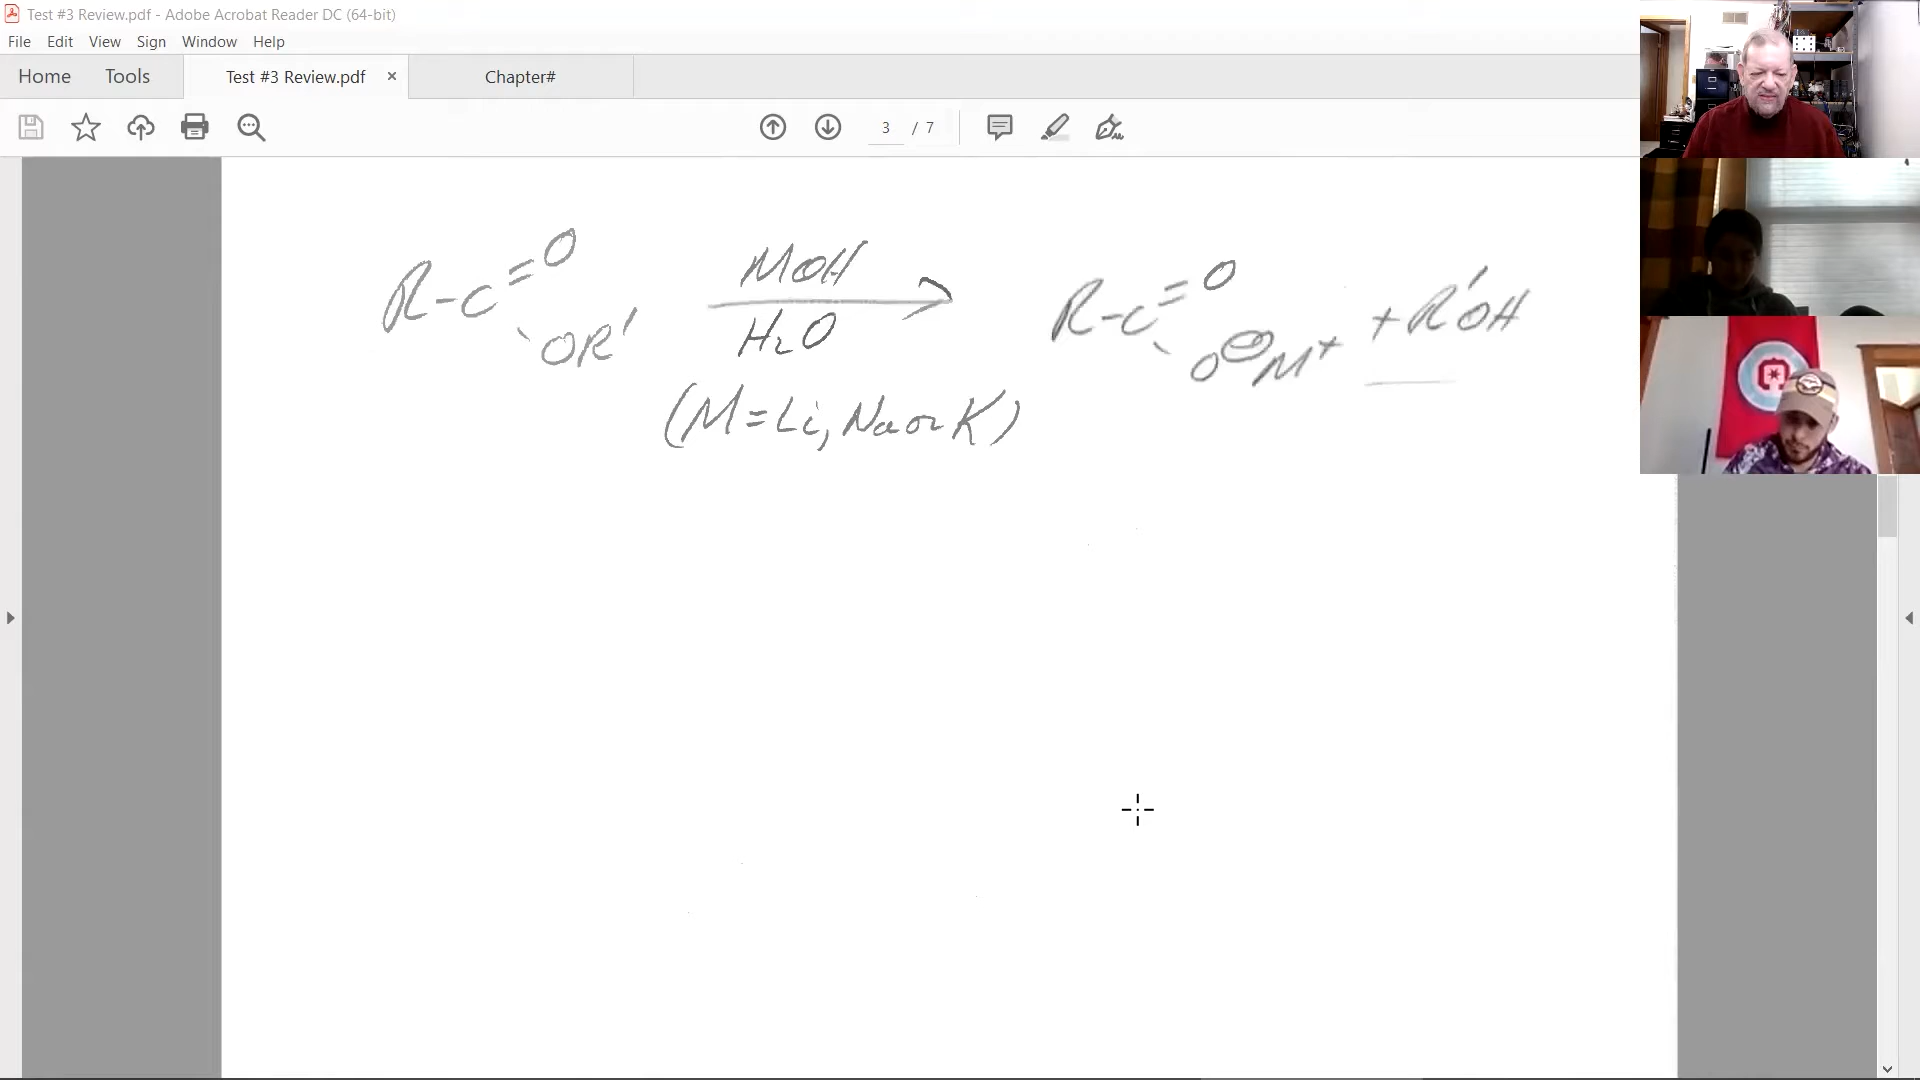 Test #3 Review.pdf - Adobe Acrobat Reader DC (64-bit)
File Edit View Sign Window Help
Home Tools Test #3 Review.pdf × Chapter#
3 / 7
R-C=O OR' MOH H2O R-C=O O⊖M+ + R'OH
(M=Li, Na or K)